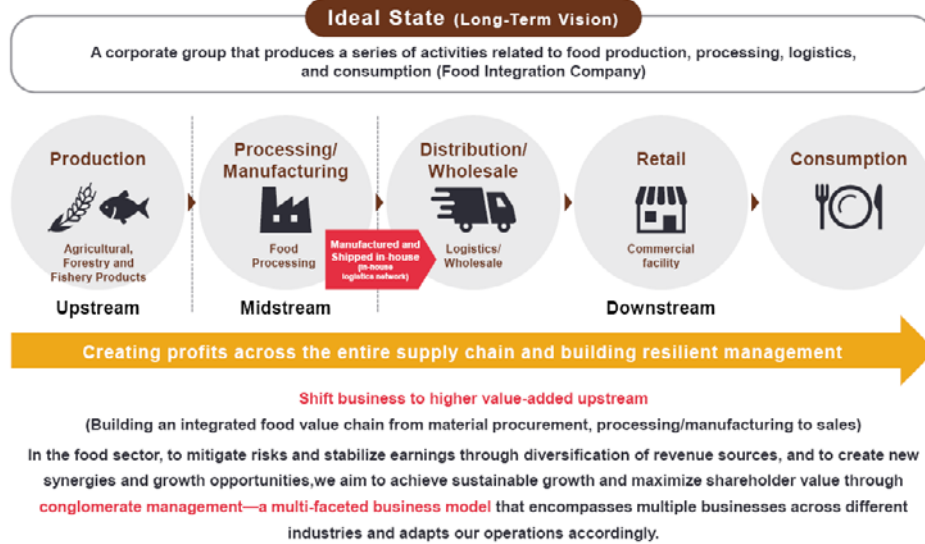 Ideal State (Long-Term Vision)
A corporate group that produces a series of activities related to food production, processing, logistics,
and consumption (Food Integration Company)
Production
Agricultural,
Forestry and
Fishery Products
Upstream
Processing/
Manufacturing
Food
Processing
Midstream
Manufactured and
Shipped in-house
(in-house
logistics network)
Distribution/
Wholesale
Logistics/
Wholesale
Retail
Commercial
facility
Downstream
Consumption
Creating profits across the entire supply chain and building resilient management
Shift business to higher value-added upstream
(Building an integrated food value chain from material procurement, processing/manufacturing to sales)
In the food sector, to mitigate risks and stabilize earnings through diversification of revenue sources, and to create new
synergies and growth opportunities,we aim to achieve sustainable growth and maximize shareholder value through
conglomerate management—a multi-faceted business model that encompasses multiple businesses across different
industries and adapts our operations accordingly.